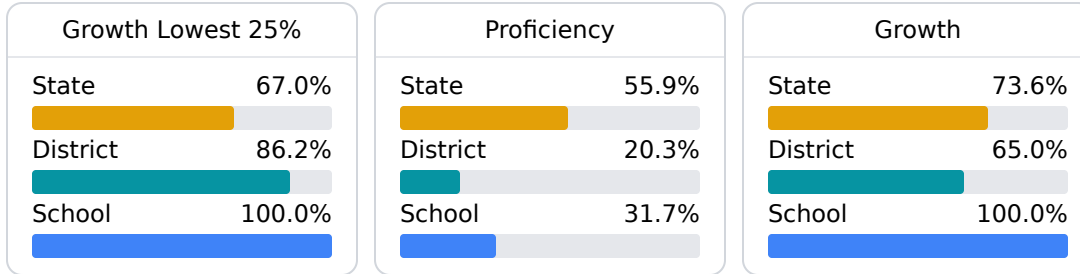 Growth Lowest 25%
State 67.0%
District 86.2%
School 100.0%
Proficiency
State 55.9%
District 20.3%
School 31.7%
Growth
State 73.6%
District 65.0%
School 100.0%